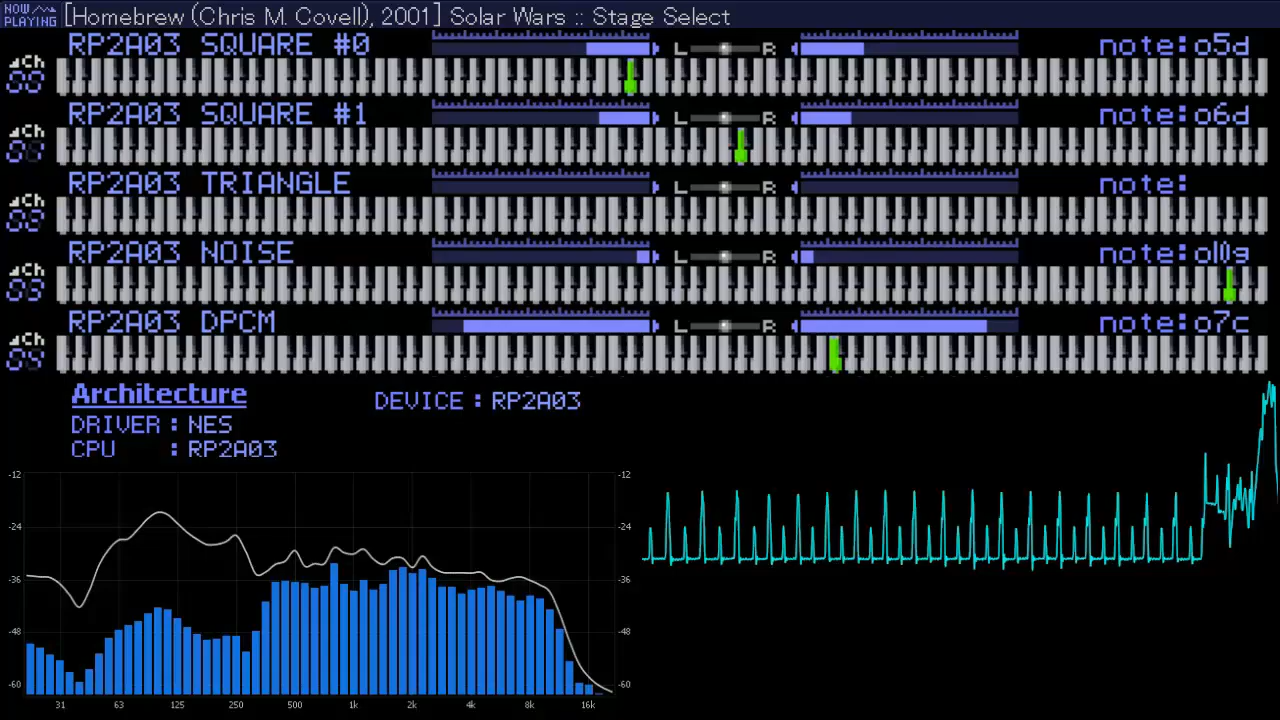 NOW PLAYING [Homebrew (Chris M. Covell), 2001] Solar Wars :: Stage Select
RP2A03 SQUARE #0 L R note:o5d
Ch 00
RP2A03 SQUARE #1 L R note:o6d
Ch 01
RP2A03 TRIANGLE L R note:
Ch 02
RP2A03 NOISE L R note:o10g
Ch 03
RP2A03 DPCM L R note:o7c
Ch 04
Architecture
DEVICE : RP2A03
DRIVER : NES
CPU : RP2A03
-12 -12
-24 -24
-36 -36
-48 -48
-60 -60
31 63 125 250 500 1k 2k 4k 8k 16k